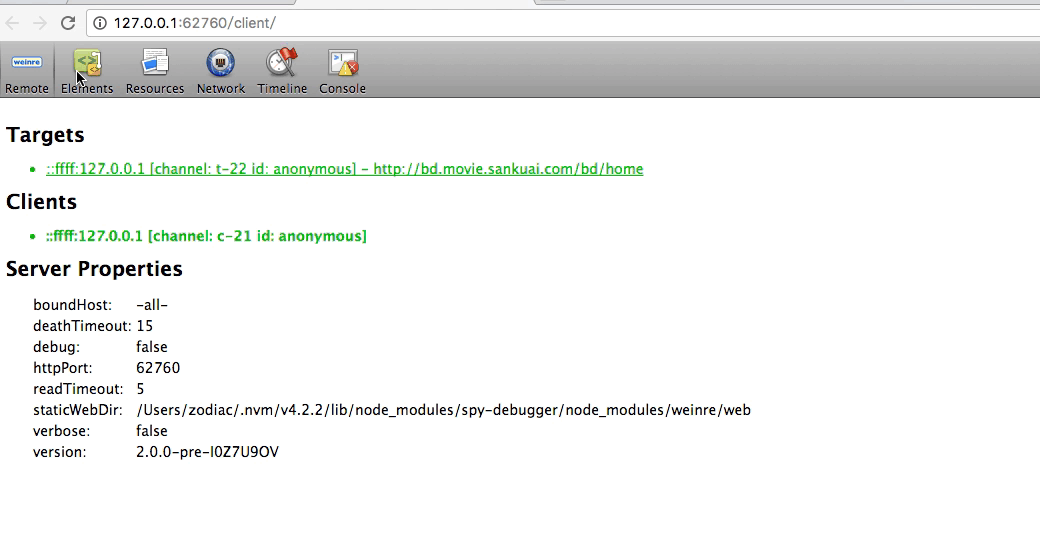 127.0.0.1:62760/client/
weinre
Remote Elements Resources Network Timeline Console
Targets
• ::ffff:127.0.0.1 [channel: t-22 id: anonymous] - http://bd.movie.sankuai.com/bd/home
Clients
• ::ffff:127.0.0.1 [channel: c-21 id: anonymous]
Server Properties
boundHost: -all-
deathTimeout: 15
debug: false
httpPort: 62760
readTimeout: 5
staticWebDir: /Users/zodiac/.nvm/v4.2.2/lib/node_modules/spy-debugger/node_modules/weinre/web
verbose: false
version: 2.0.0-pre-I0Z7U9OV